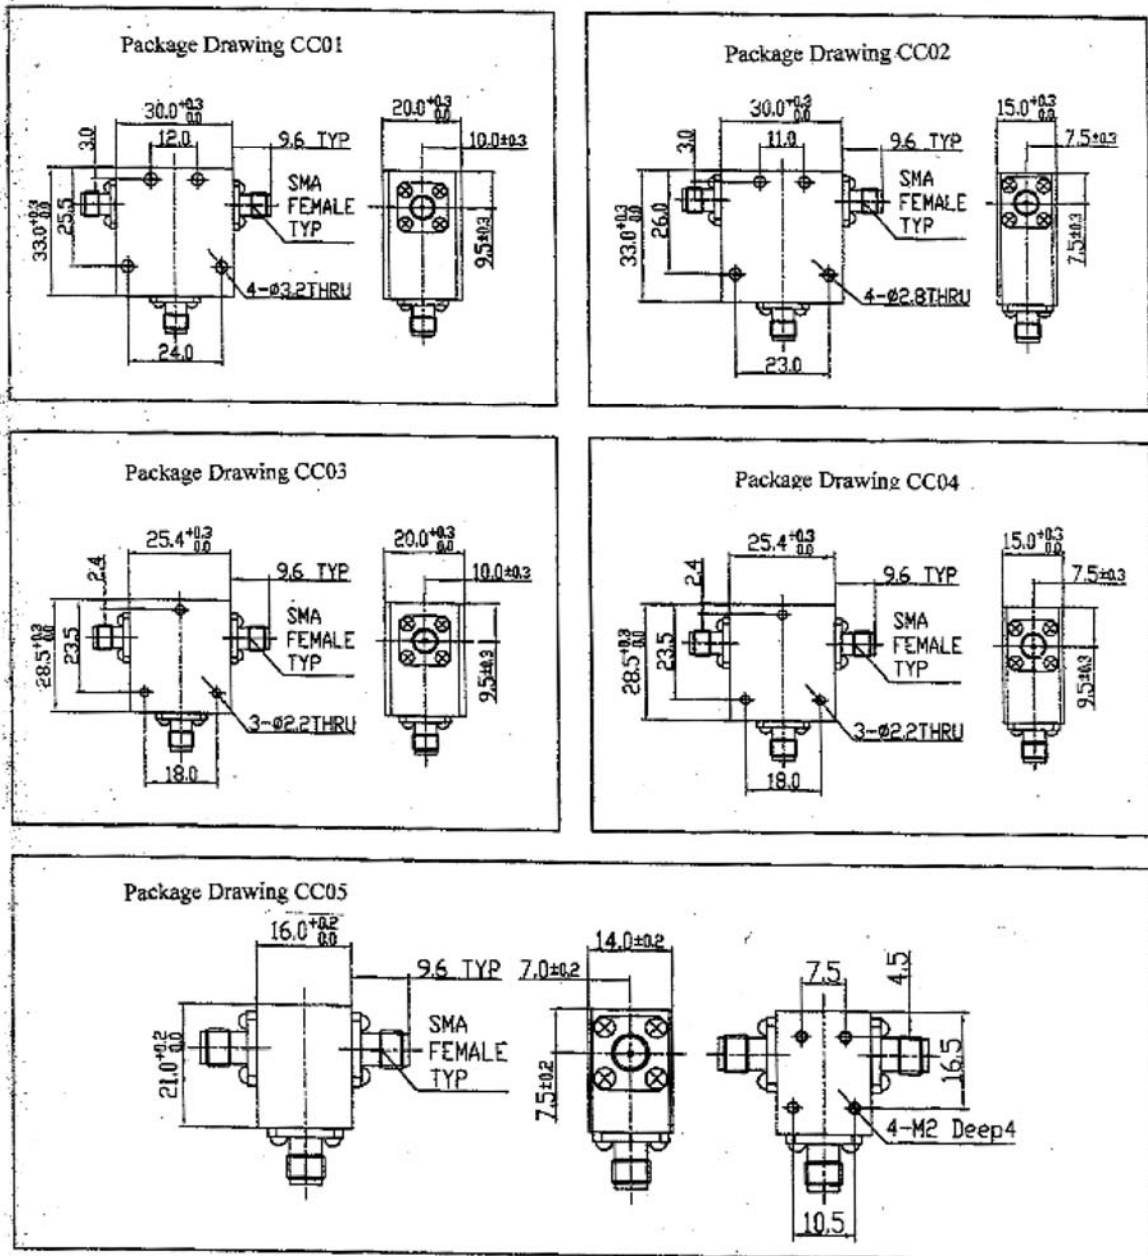 Package Drawing CC01
30.0+0.3 0.0
12.0
3.0
9.6 TYP
33.0+0.3 0.0
25.5
SMA
FEMALE
TYP
4-ø3.2THRU
24.0
20.0+0.3 0.0
10.0±0.3
9.5±0.3
Package Drawing CC02
30.0+0.3 0.0
11.0
3.0
9.6 TYP
33.0+0.3 0.0
26.0
SMA
FEMALE
TYP
4-ø2.8THRU
23.0
15.0+0.3 0.0
7.5±0.3
7.5±0.3
Package Drawing CC03
25.4+0.3 0.0
2.4
9.6 TYP
28.5+0.3 0.0
23.5
SMA
FEMALE
TYP
3-ø2.2THRU
18.0
20.0+0.3 0.0
10.0±0.3
9.5±0.3
Package Drawing CC04
25.4+0.3 0.0
2.4
9.6 TYP
28.5+0.3 0.0
23.5
SMA
FEMALE
TYP
3-ø2.2THRU
18.0
15.0+0.3 0.0
7.5±0.3
9.5±0.3
Package Drawing CC05
16.0+0.2 0.0
9.6 TYP
21.0+0.2 0.0
SMA
FEMALE
TYP
14.0±0.2
7.0±0.2
7.5±0.2
7.5
4.5
16.5
4-M2 Deep4
10.5